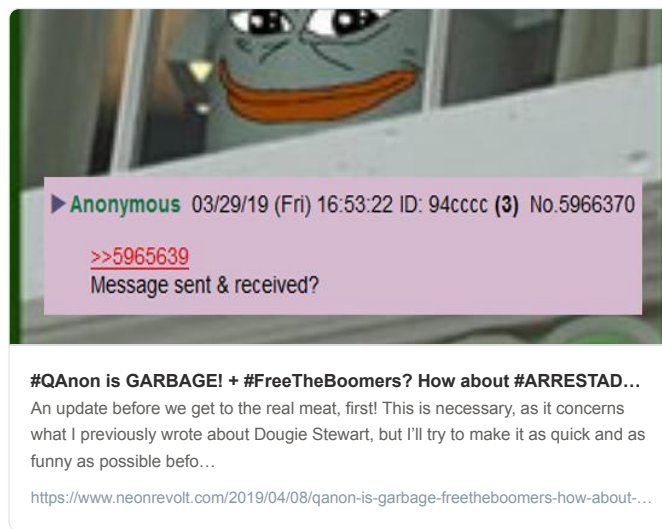 Anonymous 03/29/19 (Fri) 16:53:22 ID: 94cccc (3) No.5966370
>>5965639
Message sent & received?
#QAnon is GARBAGE! + #FreeTheBoomers? How about #ARRESTAD…
An update before we get to the real meat, first! This is necessary, as it concerns
what I previously wrote about Dougie Stewart, but I’ll try to make it as quick and as
funny as possible befo…
https://www.neonrevolt.com/2019/04/08/qanon-is-garbage-freetheboomers-how-about-…